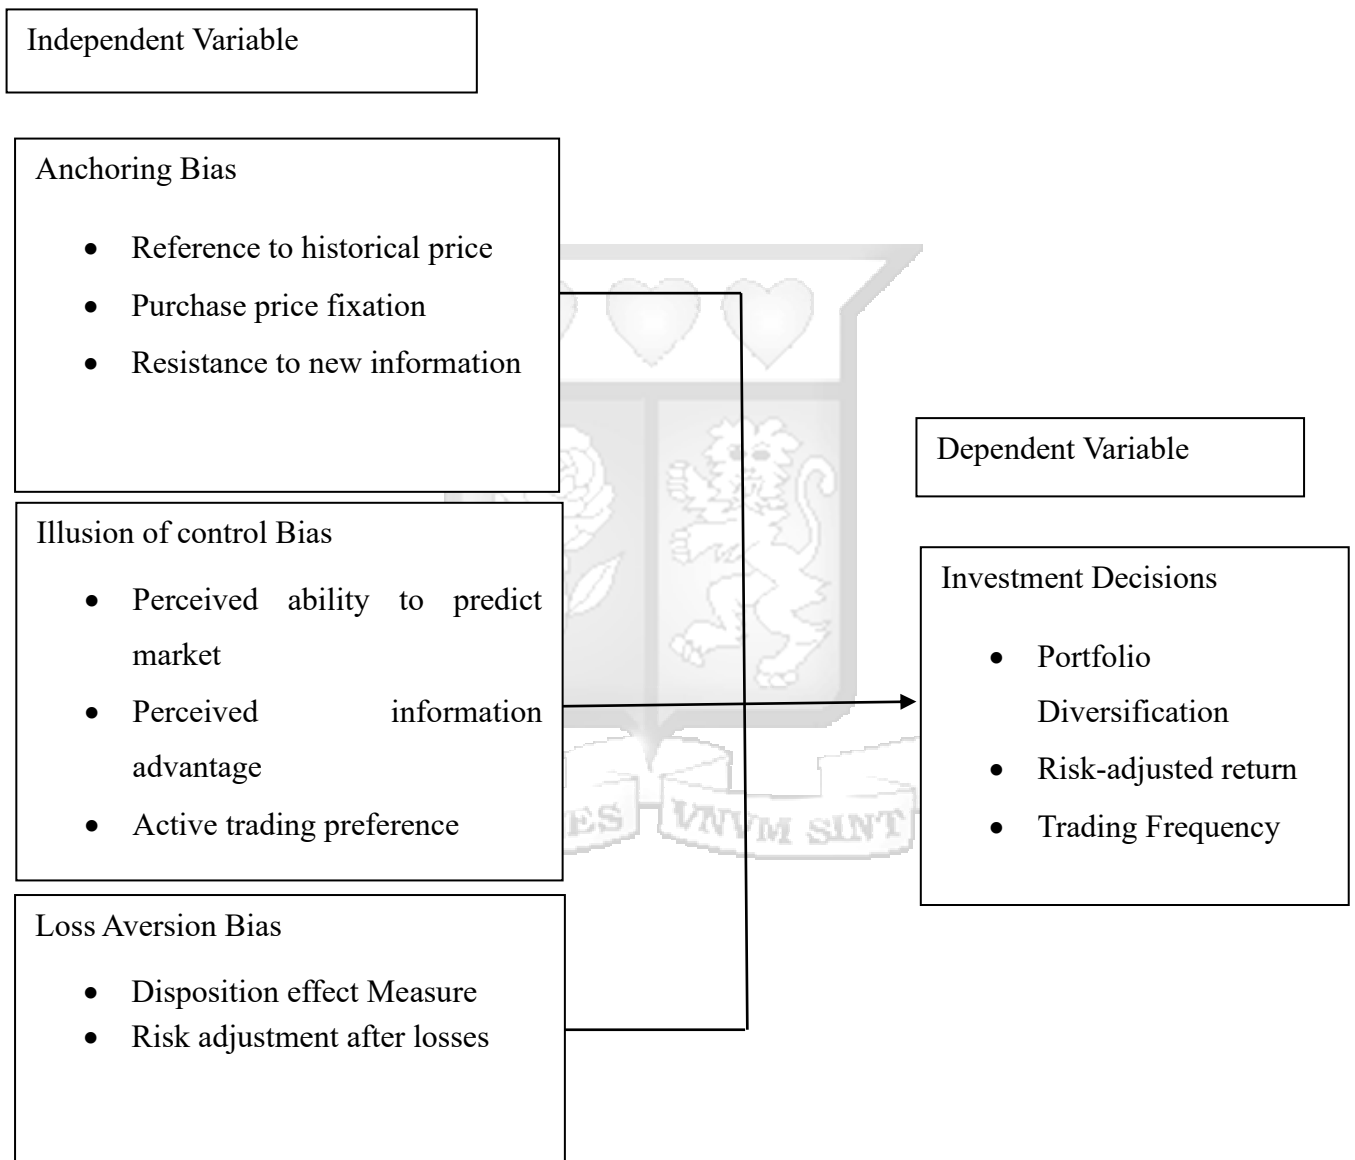 Independent Variable
Anchoring Bias
• Reference to historical price
• Purchase price fixation
• Resistance to new information
Illusion of control Bias
• Perceived ability to predict
market
• Perceived information
advantage
• Active trading preference
Loss Aversion Bias
• Disposition effect Measure
• Risk adjustment after losses
Dependent Variable
Investment Decisions
• Portfolio
Diversification
• Risk-adjusted return
• Trading Frequency
VNVM SINT